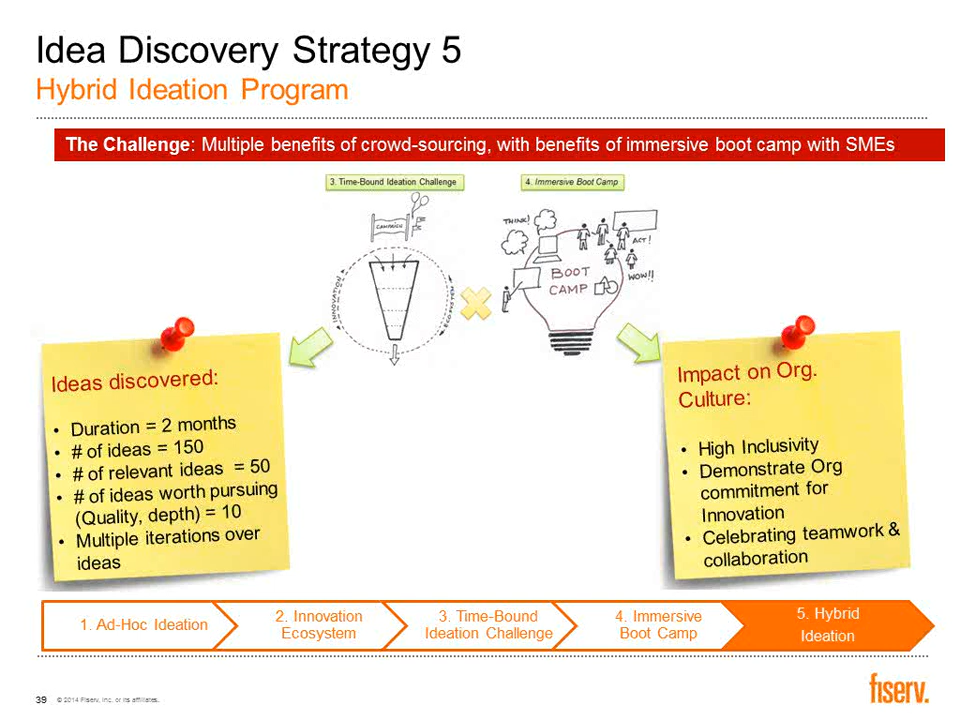 Idea Discovery Strategy 5
Hybrid Ideation Program
The Challenge: Multiple benefits of crowd-sourcing, with benefits of immersive boot camp with SMEs
3. Time-Bound Ideation Challenge
4. Immersive Boot Camp
CAMPAIGN
INNOVATION
ECOSYSTEM
THINK!
ACT!
WOW!!
BOOT
CAMP
Ideas discovered:
• Duration = 2 months
• # of ideas = 150
• # of relevant ideas = 50
• # of ideas worth pursuing
(Quality, depth) = 10
• Multiple iterations over
ideas
Impact on Org.
Culture:
• High Inclusivity
• Demonstrate Org
commitment for
Innovation
• Celebrating teamwork &
collaboration
1. Ad-Hoc Ideation
2. Innovation
Ecosystem
3. Time-Bound
Ideation Challenge
4. Immersive
Boot Camp
5. Hybrid
Ideation
39 © 2014 Fiserv, Inc. or its affiliates.
fiserv.